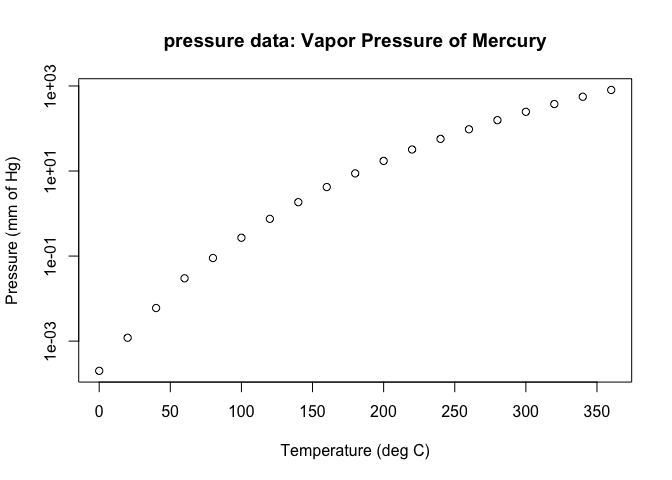 pressure data: Vapor Pressure of Mercury
Pressure (mm of Hg)
1e+03
1e+01
1e-01
1e-03
0 50 100 150 200 250 300 350
Temperature (deg C)